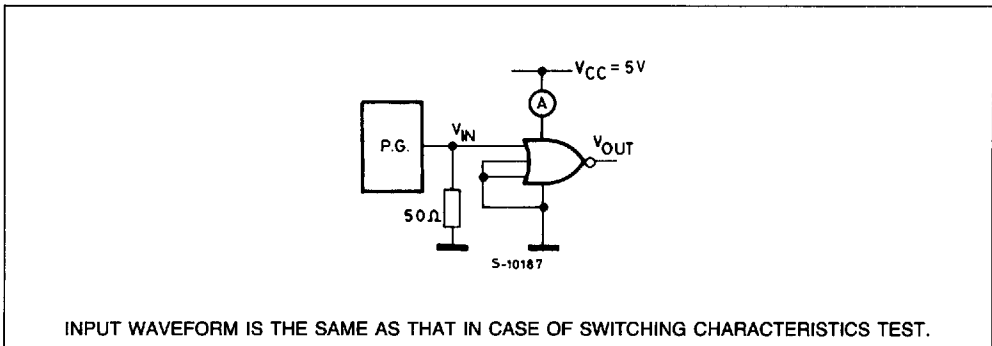 VCC = 5V
A
P.G.
VIN
VOUT
50Ω
S-10187
INPUT WAVEFORM IS THE SAME AS THAT IN CASE OF SWITCHING CHARACTERISTICS TEST.